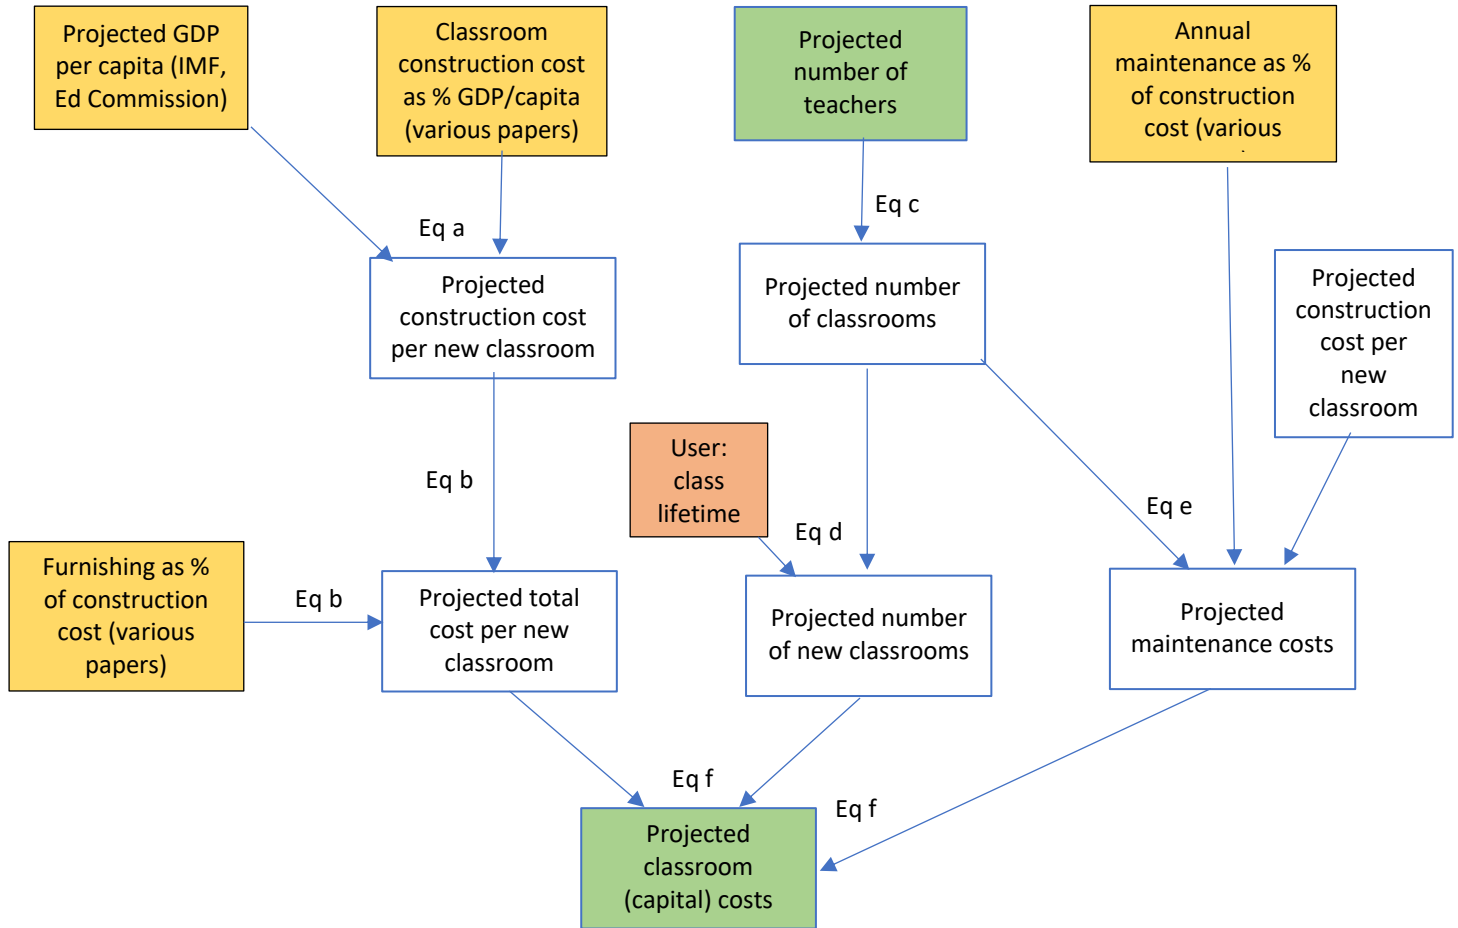 Projected GDP
per capita (IMF,
Ed Commission)
Classroom
construction cost
as % GDP/capita
(various papers)
Projected
number of
teachers
Annual
maintenance as %
of construction
cost (various
Eq a
Eq c
Projected
construction cost
per new classroom
Projected number
of classrooms
Projected
construction
cost per
new
classroom
Eq b
User:
class
lifetime
Eq d
Eq e
Furnishing as %
of construction
cost (various
papers)
Eq b
Projected total
cost per new
classroom
Projected number
of new classrooms
Projected
maintenance costs
Eq f
Eq f
Projected
classroom
(capital) costs